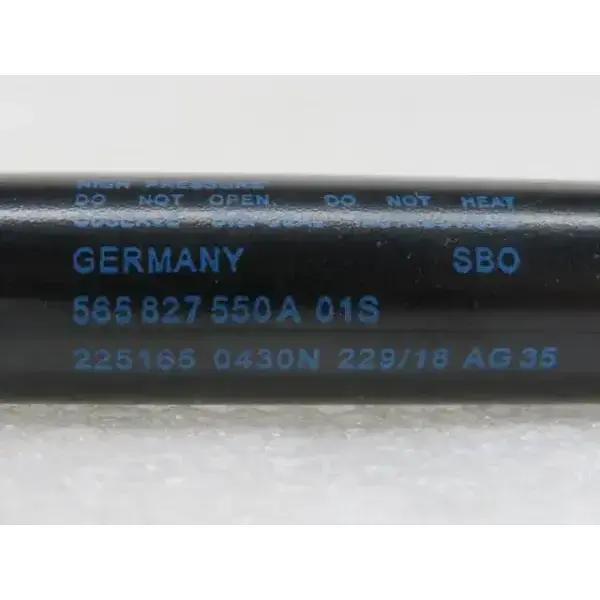 HIGH PRESSURE
DO NOT OPEN. DO NOT HEAT
GERMANY SBO
565 827 550A 01S
225165 0430N 229/18 AG 35